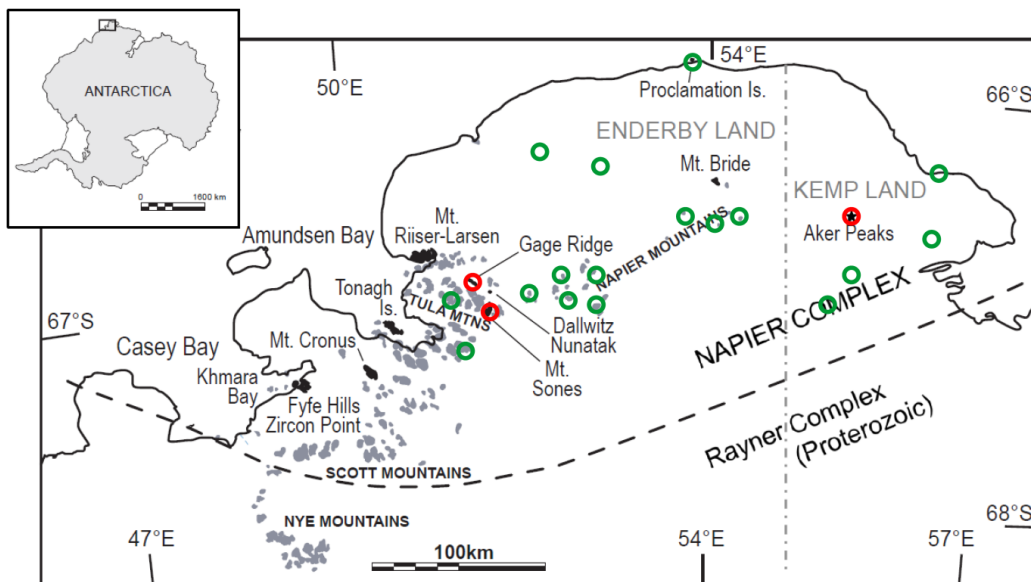 ANTARCTICA
0 1600 km
50°E
54°E
66°S
Proclamation Is.
ENDERBY LAND
Mt. Bride
KEMP LAND
Aker Peaks
Mt.
Riiser-Larsen
Amundsen Bay
Gage Ridge
NAPIER MOUNTAINS
Tonagh
Is.
TULA MTNS
67°S
Dallwitz
Nunatak
NAPIER COMPLEX
Mt. Cronus
Mt.
Sones
Casey Bay
Khmara
Bay
Fyfe Hills
Zircon Point
Rayner Complex
(Proterozoic)
SCOTT MOUNTAINS
NYE MOUNTAINS
68°S
47°E
100km
54°E
57°E